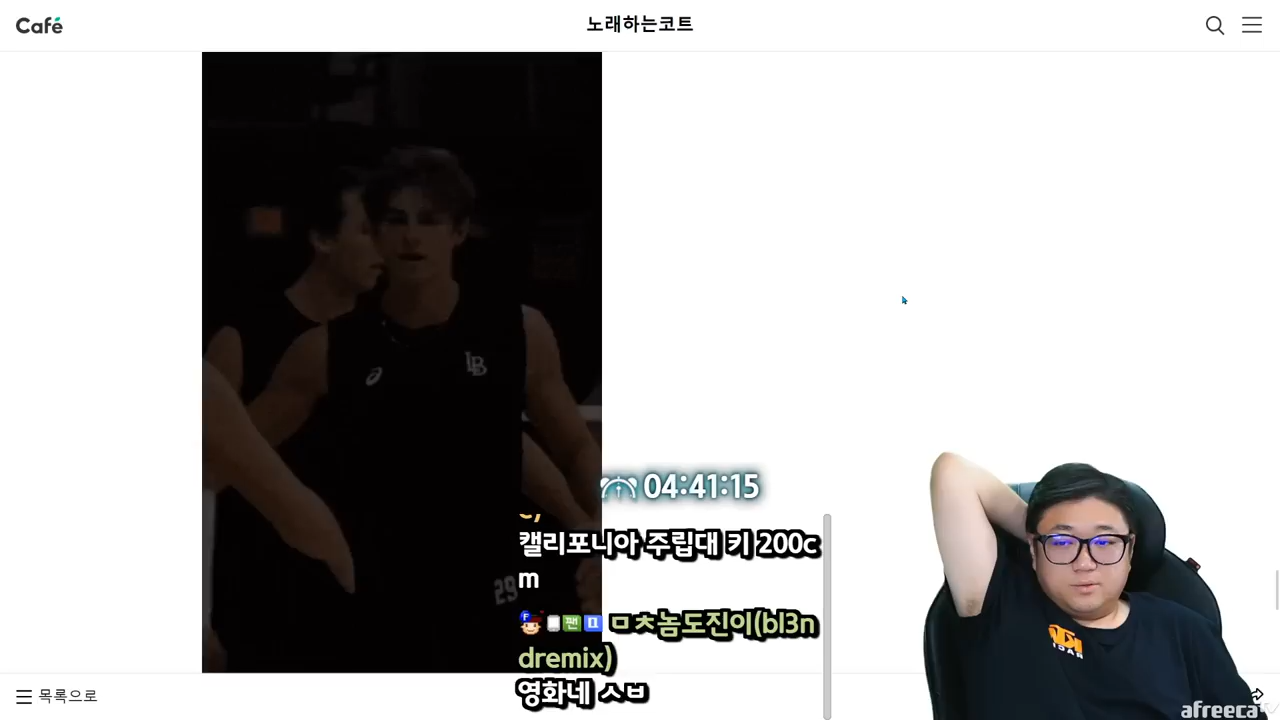 Café
노래하는코트
LB
29
04:41:15
캘리포니아 주립대 키 200c
m
팬 ㅁㅊ놈도진이(bl3n
dremix)
영화네 ㅅㅂ
목록으로
afreecaTV